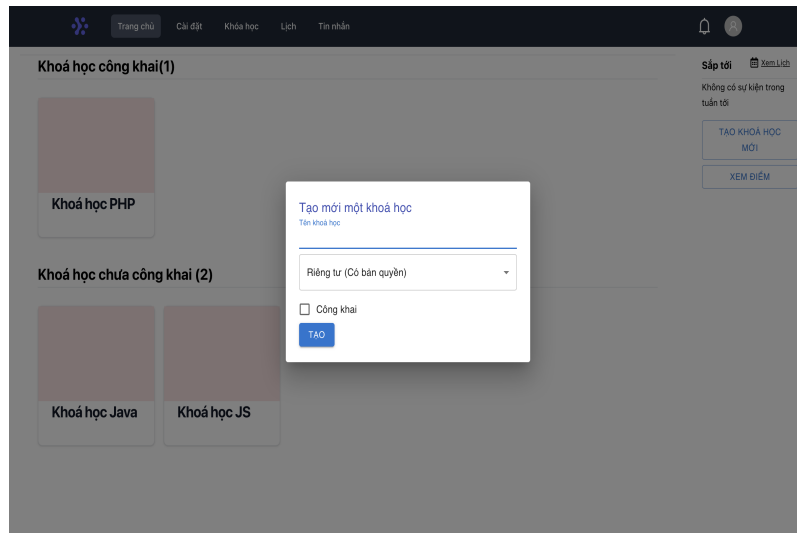 Trang chủ Cài đặt Khóa học Lịch Tin nhắn
Khoá học công khai(1)
Khoá học PHP
Khoá học chưa công khai (2)
Khoá học Java
Khoá học JS
Tạo mới một khoá học
Tên khoá học
Riêng tư (Có bán quyền)
Công khai
TẠO
Sắp tới Xem Lịch
Không có sự kiện trong
tuần tới
TẠO KHOÁ HỌC
MỚI
XEM ĐIỂM